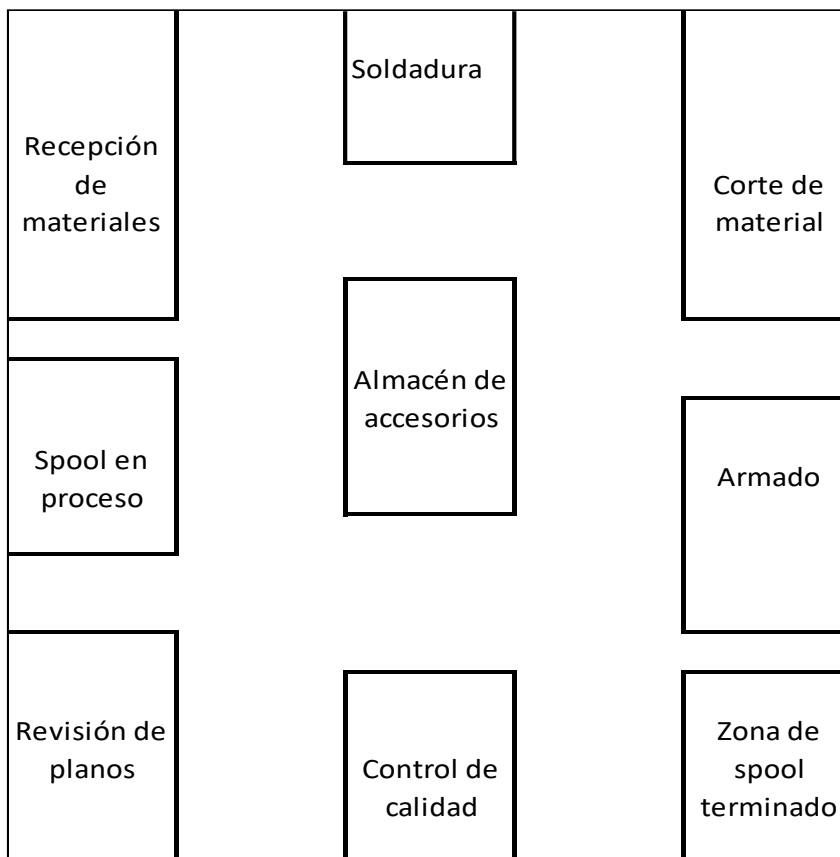 Soldadura
Recepción
de
materiales
Corte de
material
Almacén de
accesorios
Spool en
proceso
Armado
Revisión de
planos
Control de
calidad
Zona de
spool
terminado